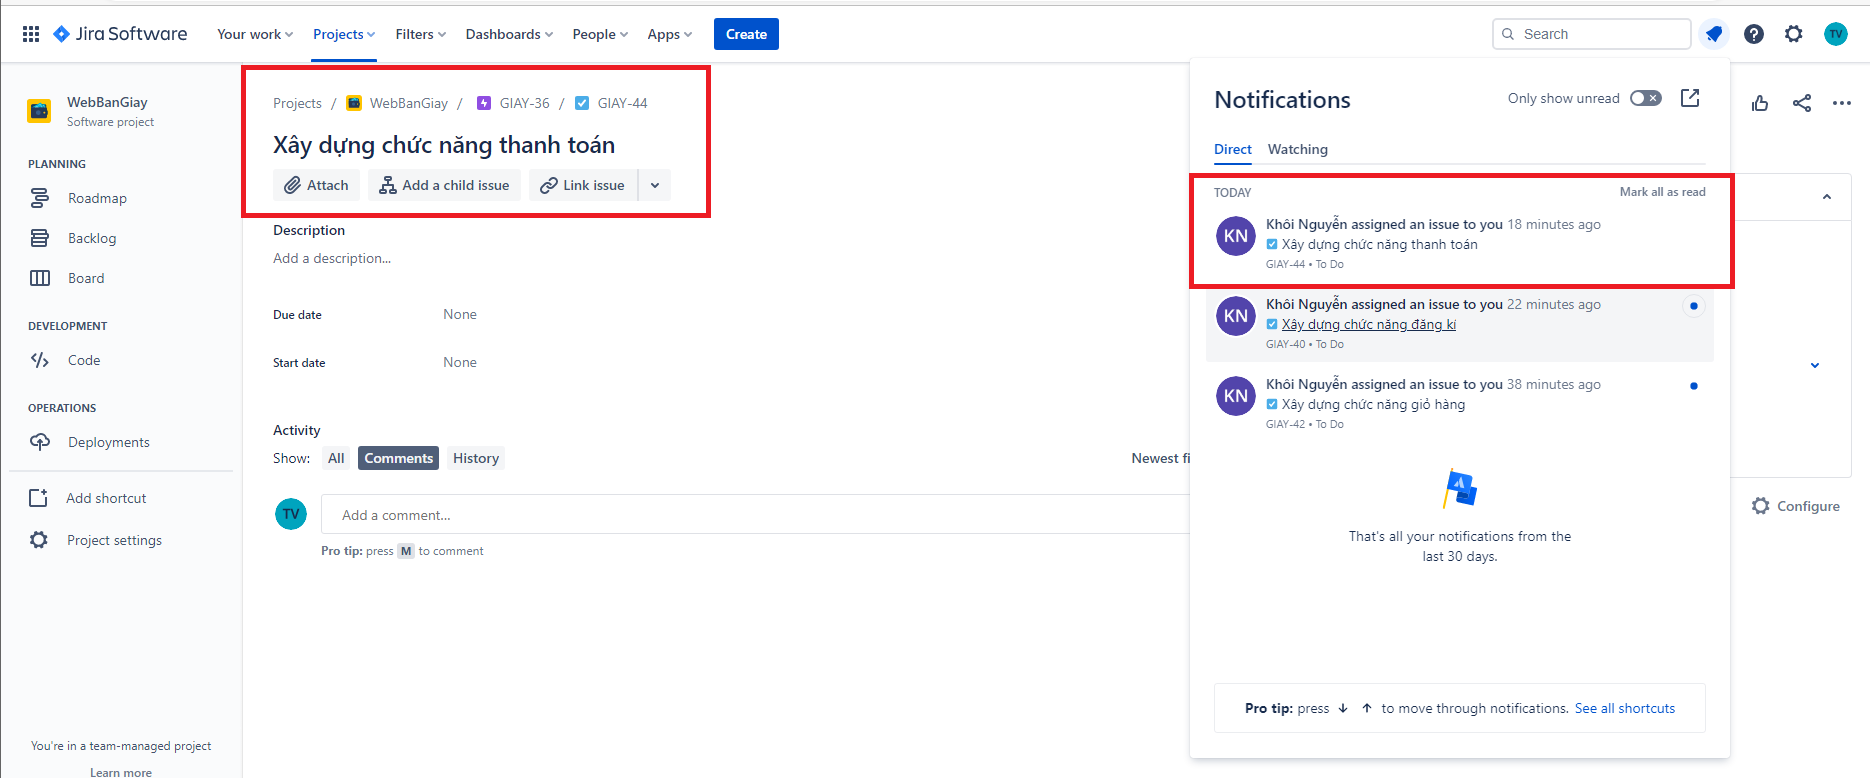 Jira Software Your work Projects Filters Dashboards People Apps Create Search TV
WebBanGiay
Software project
PLANNING
Roadmap
Backlog
Board
DEVELOPMENT
Code
OPERATIONS
Deployments
Add shortcut
Project settings
You're in a team-managed project
Learn more
Projects / WebBanGiay / GIAY-36 / GIAY-44
Xây dựng chức năng thanh toán
Attach Add a child issue Link issue
Description
Add a description...
Due date None
Start date None
Activity
Show: All Comments History Newest fi
TV Add a comment...
Pro tip: press M to comment
Notifications Only show unread
Direct Watching
TODAY Mark all as read
KN Khôi Nguyễn assigned an issue to you 18 minutes ago
Xây dựng chức năng thanh toán
GIAY-44 • To Do
KN Khôi Nguyễn assigned an issue to you 22 minutes ago
Xây dựng chức năng đăng kí
GIAY-40 • To Do
KN Khôi Nguyễn assigned an issue to you 38 minutes ago
Xây dựng chức năng giỏ hàng
GIAY-42 • To Do
That's all your notifications from the
last 30 days.
Pro tip: press ↓ ↑ to move through notifications. See all shortcuts
Configure